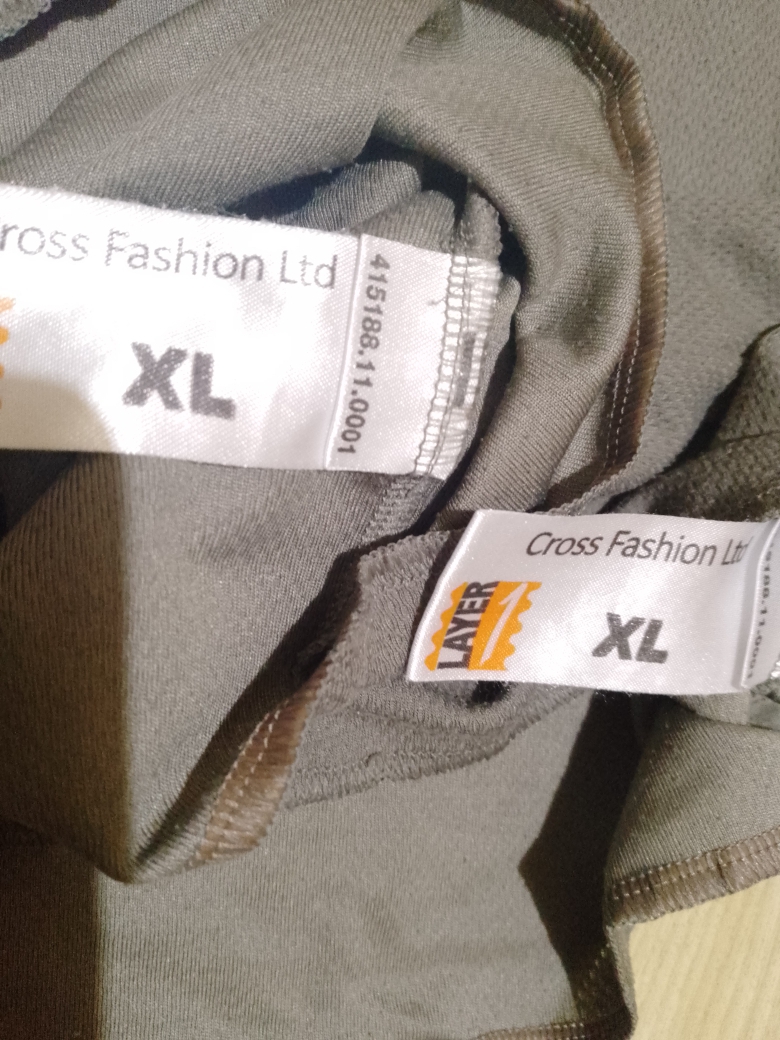 ross Fashion Ltd
XL
415188.11.0001
Cross Fashion Ltd
LAYER 1
XL